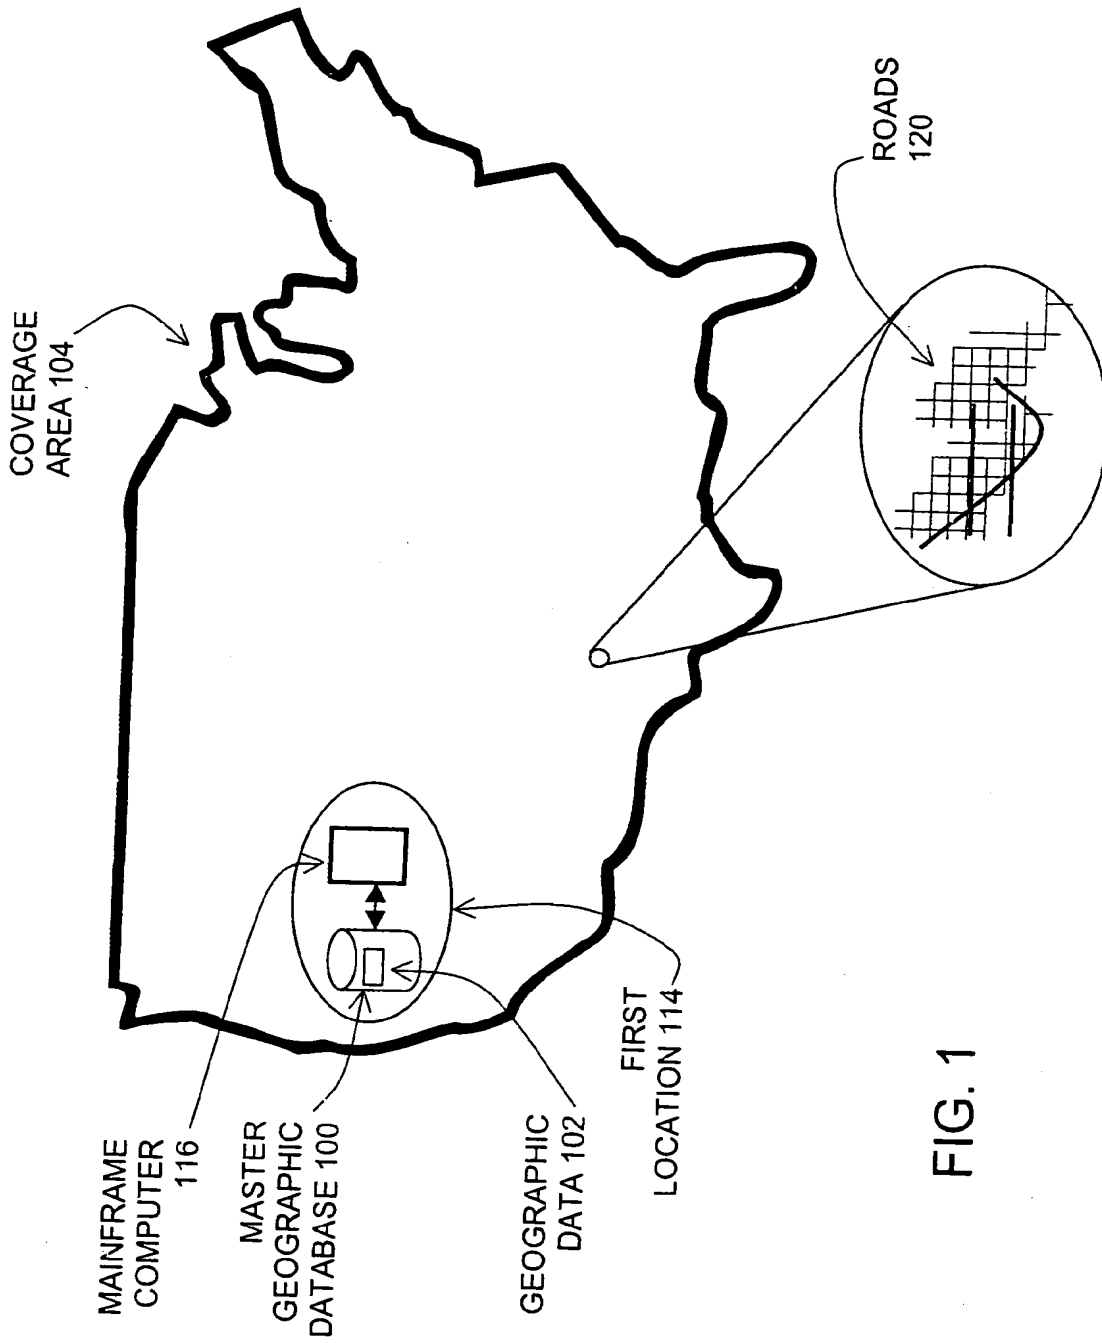 COVERAGE
AREA 104
MAINFRAME
COMPUTER
116
MASTER
GEOGRAPHIC
DATABASE 100
GEOGRAPHIC
DATA 102
FIRST
LOCATION 114
ROADS
120
FIG. 1